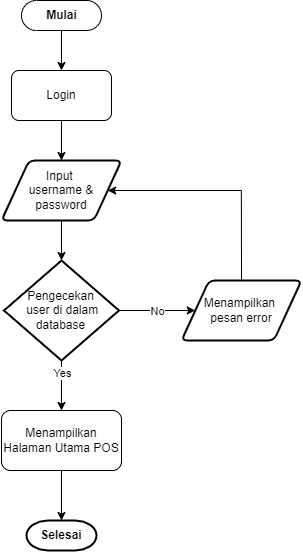 Mulai
Login
Input
username &
password
Pengecekan
user di dalam
database
No
Menampilkan
pesan error
Yes
Menampilkan
Halaman Utama POS
Selesai